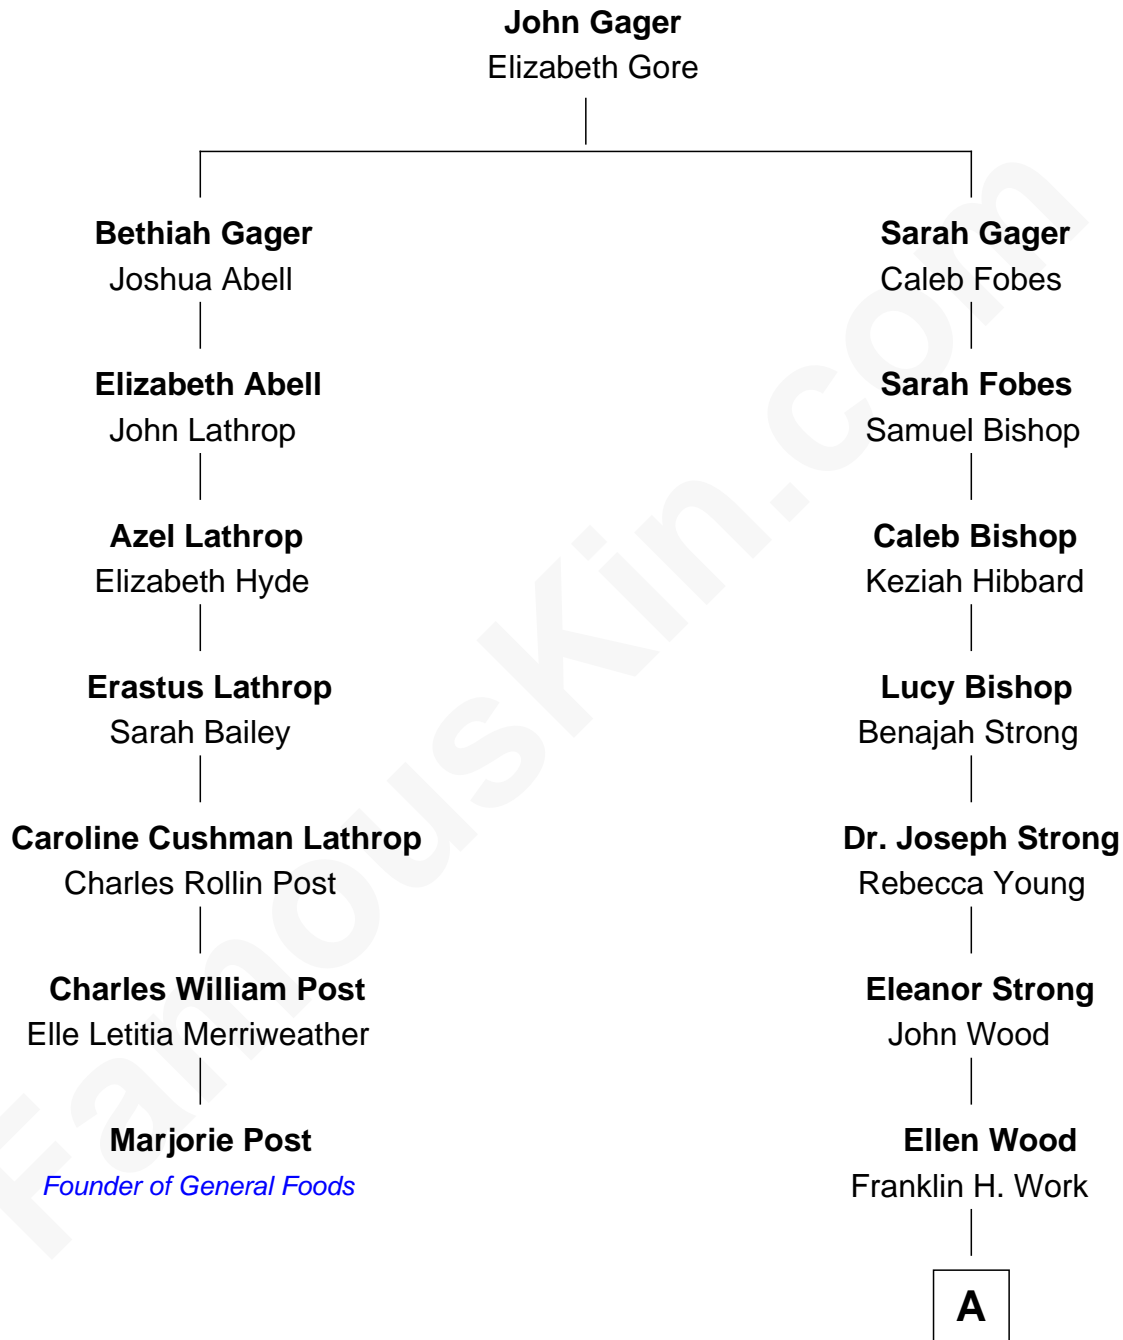 John Gager
Elizabeth Gore
Bethiah Gager
Joshua Abell
Elizabeth Abell
John Lathrop
Azel Lathrop
Elizabeth Hyde
Erastus Lathrop
Sarah Bailey
Caroline Cushman Lathrop
Charles Rollin Post
Charles William Post
Elle Letitia Merriweather
Marjorie Post
Founder of General Foods
Sarah Gager
Caleb Fobes
Sarah Fobes
Samuel Bishop
Caleb Bishop
Keziah Hibbard
Lucy Bishop
Benajah Strong
Dr. Joseph Strong
Rebecca Young
Eleanor Strong
John Wood
Ellen Wood
Franklin H. Work
A
FamousKin.com